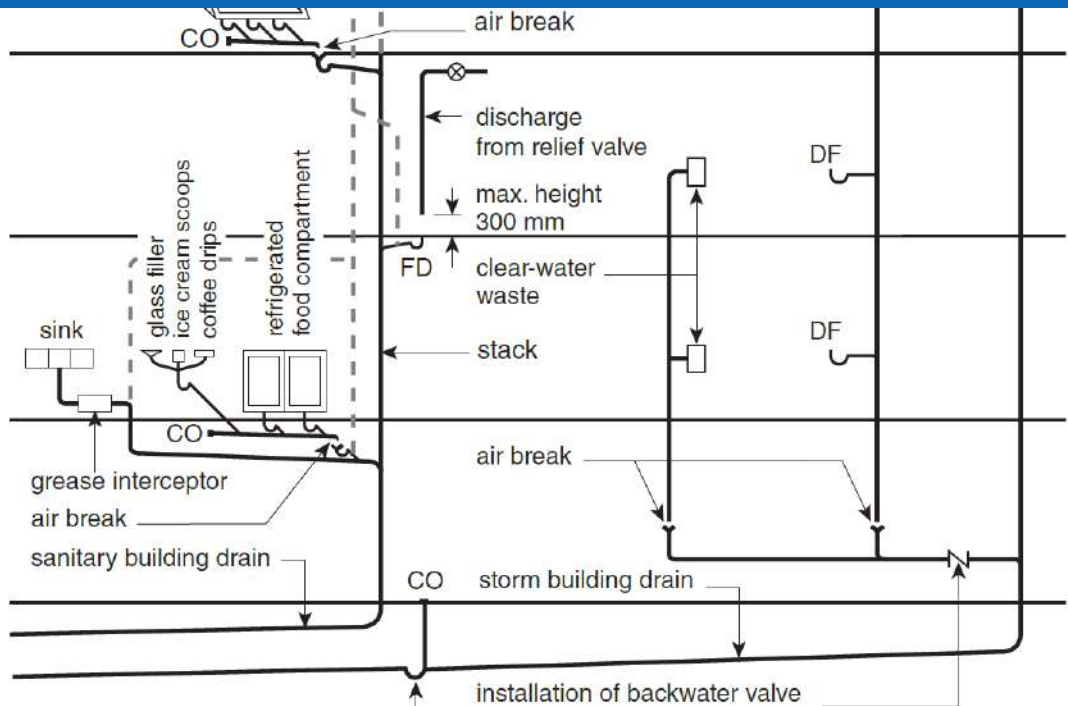 CO
air break
discharge
from relief valve
max. height
300 mm
DF
FD
clear-water
waste
glass filler
ice cream scoops
coffee drips
refrigerated
food compartment
sink
stack
DF
CO
grease interceptor
air break
air break
sanitary building drain
CO
storm building drain
installation of backwater valve